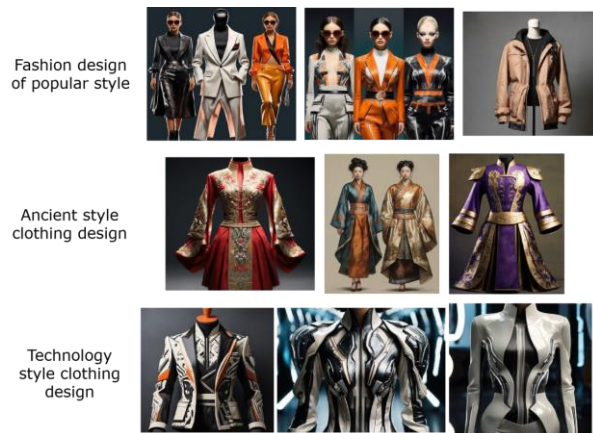 Fashion design
of popular style
Ancient style
clothing design
Technology
style clothing
design